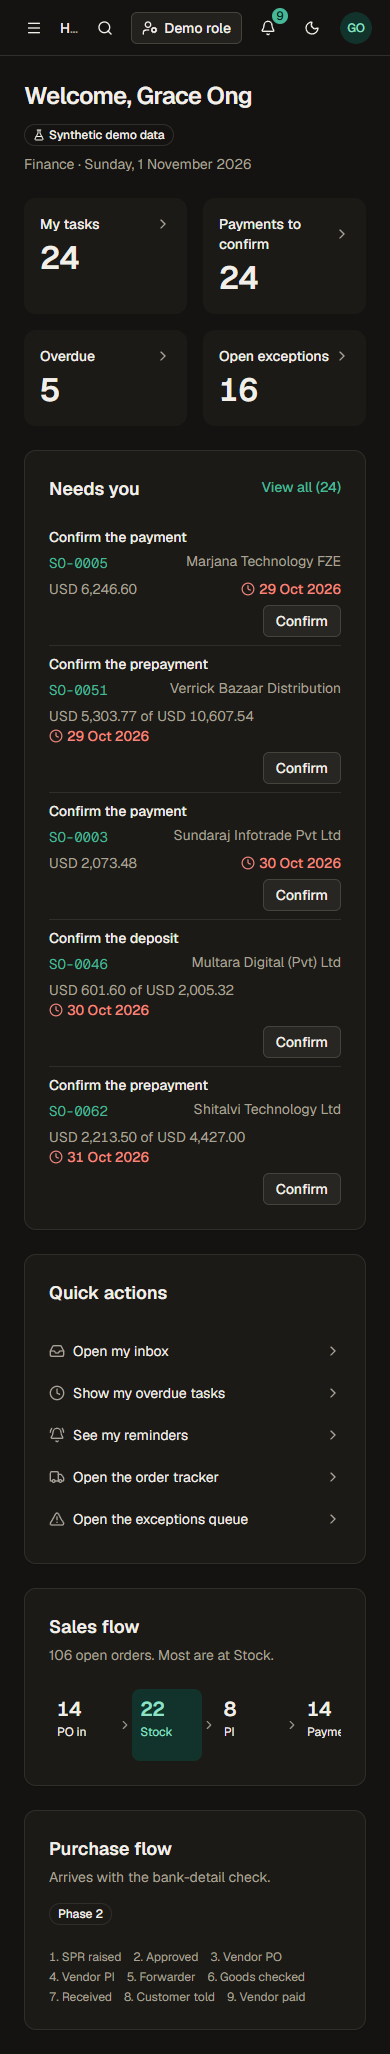 H...
Demo role
9
GO
Welcome, Grace Ong
Synthetic demo data
Finance · Sunday, 1 November 2026
My tasks
24
Payments to
confirm
24
Overdue
5
Open exceptions
16
Needs you
View all (24)
Confirm the payment
SO-0005 Marjana Technology FZE
USD 6,246.60 29 Oct 2026
Confirm
Confirm the prepayment
SO-0051 Verrick Bazaar Distribution
USD 5,303.77 of USD 10,607.54
29 Oct 2026
Confirm
Confirm the payment
SO-0003 Sundaraj Infotrade Pvt Ltd
USD 2,073.48 30 Oct 2026
Confirm
Confirm the deposit
SO-0046 Multara Digital (Pvt) Ltd
USD 601.60 of USD 2,005.32
30 Oct 2026
Confirm
Confirm the prepayment
SO-0062 Shitalvi Technology Ltd
USD 2,213.50 of USD 4,427.00
31 Oct 2026
Confirm
Quick actions
Open my inbox
Show my overdue tasks
See my reminders
Open the order tracker
Open the exceptions queue
Sales flow
106 open orders. Most are at Stock.
14
PO in
22
Stock
8
PI
14
Payme
Purchase flow
Arrives with the bank-detail check.
Phase 2
1. SPR raised 2. Approved 3. Vendor PO
4. Vendor PI 5. Forwarder 6. Goods checked
7. Received 8. Customer told 9. Vendor paid